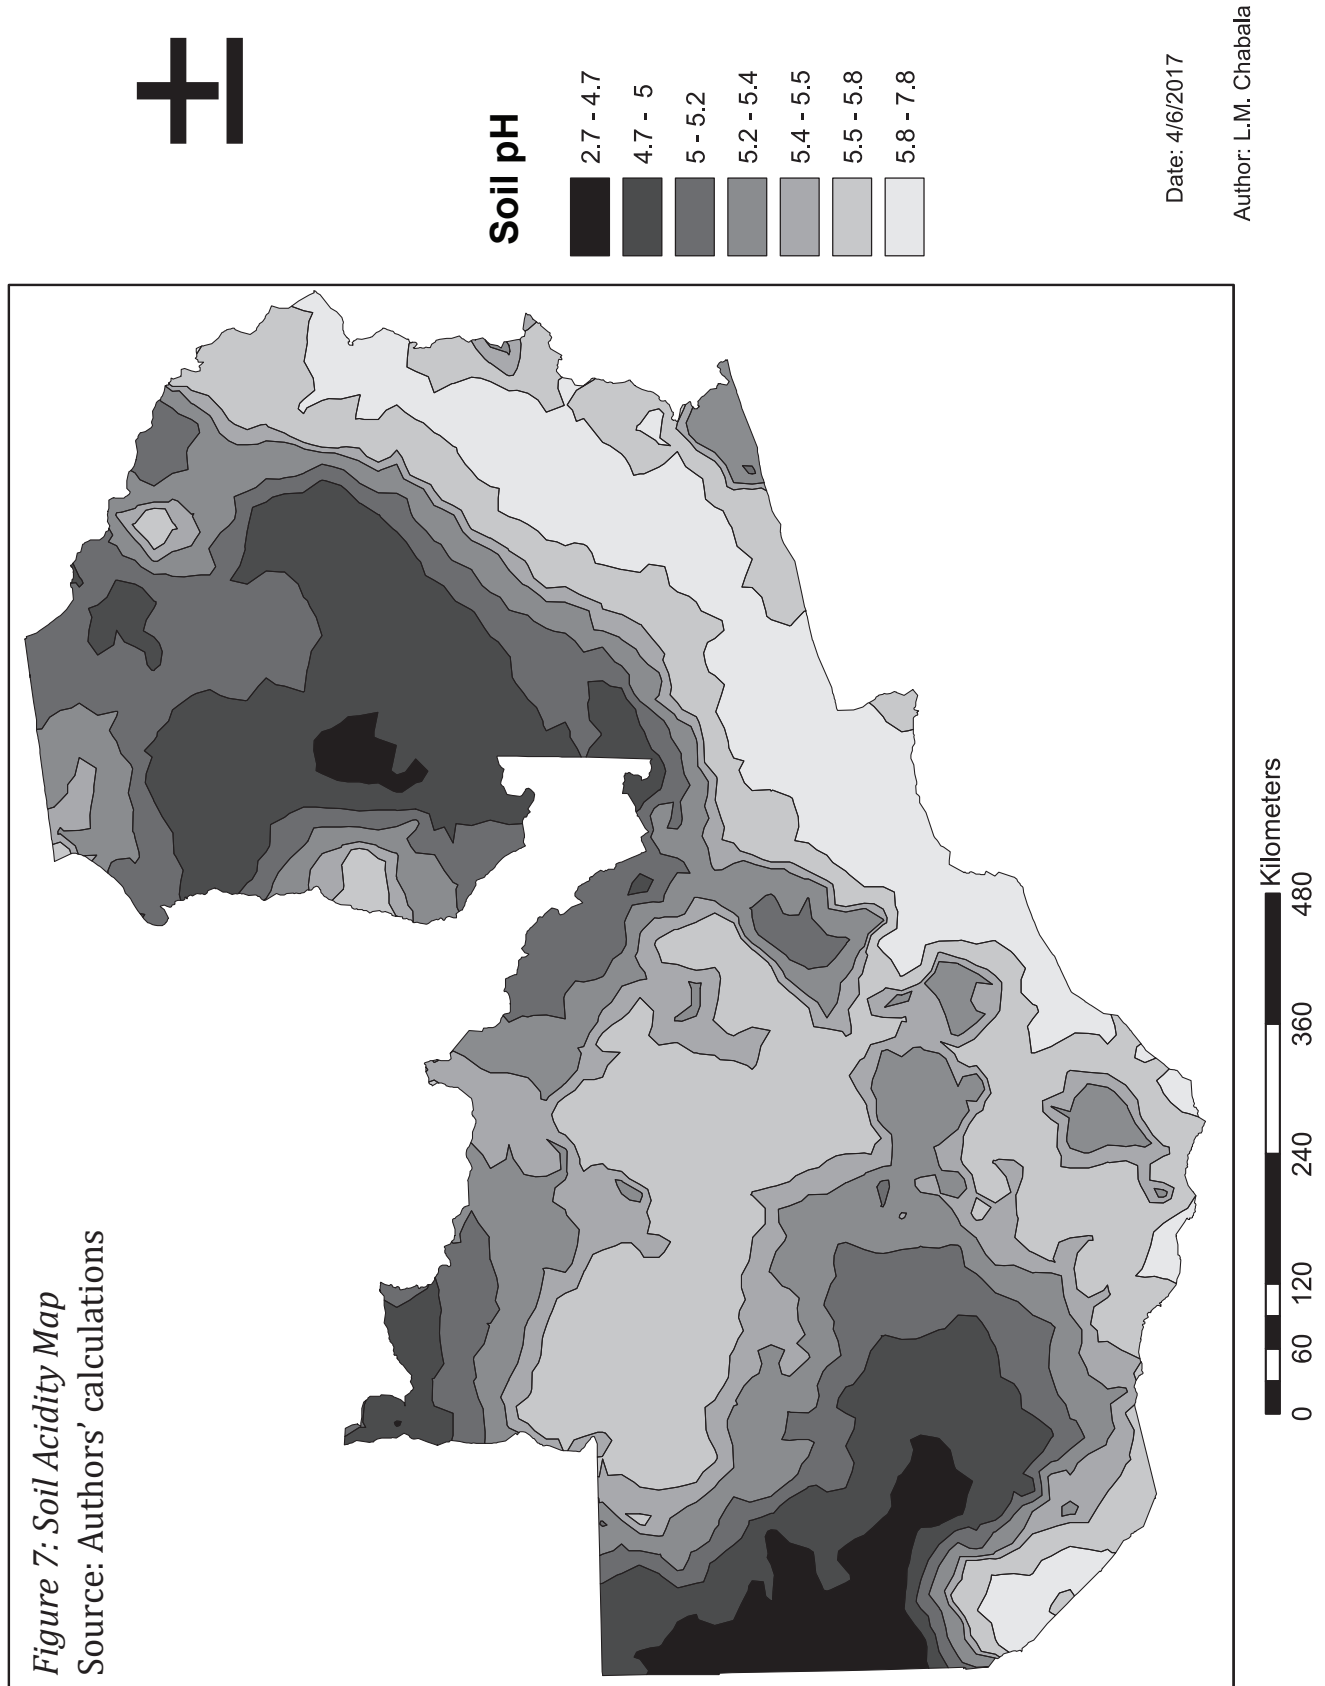 Figure 7: Soil Acidity Map
Source: Authors' calculations
Soil pH
2.7 - 4.7
4.7 - 5
5 - 5.2
5.2 - 5.4
5.4 - 5.5
5.5 - 5.8
5.8 - 7.8
Date: 4/6/2017
Author: L.M. Chabala
Kilometers
0 60 120 240 360 480